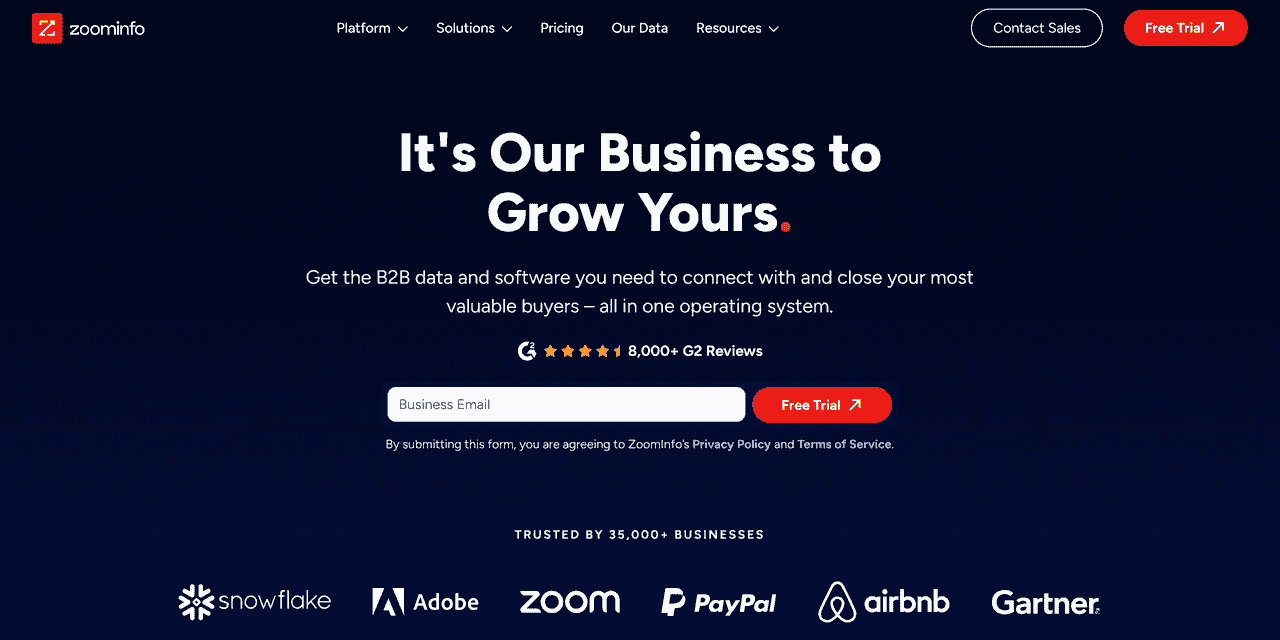 zoominfo
Platform
Solutions
Pricing
Our Data
Resources
Contact Sales
Free Trial
It's Our Business to
Grow Yours.
Get the B2B data and software you need to connect with and close your most
valuable buyers – all in one operating system.
G2 8,000+ G2 Reviews
Business Email
Free Trial
By submitting this form, you are agreeing to ZoomInfo's Privacy Policy and Terms of Service.
TRUSTED BY 35,000+ BUSINESSES
snowflake
Adobe
zoom
PayPal
airbnb
Gartner